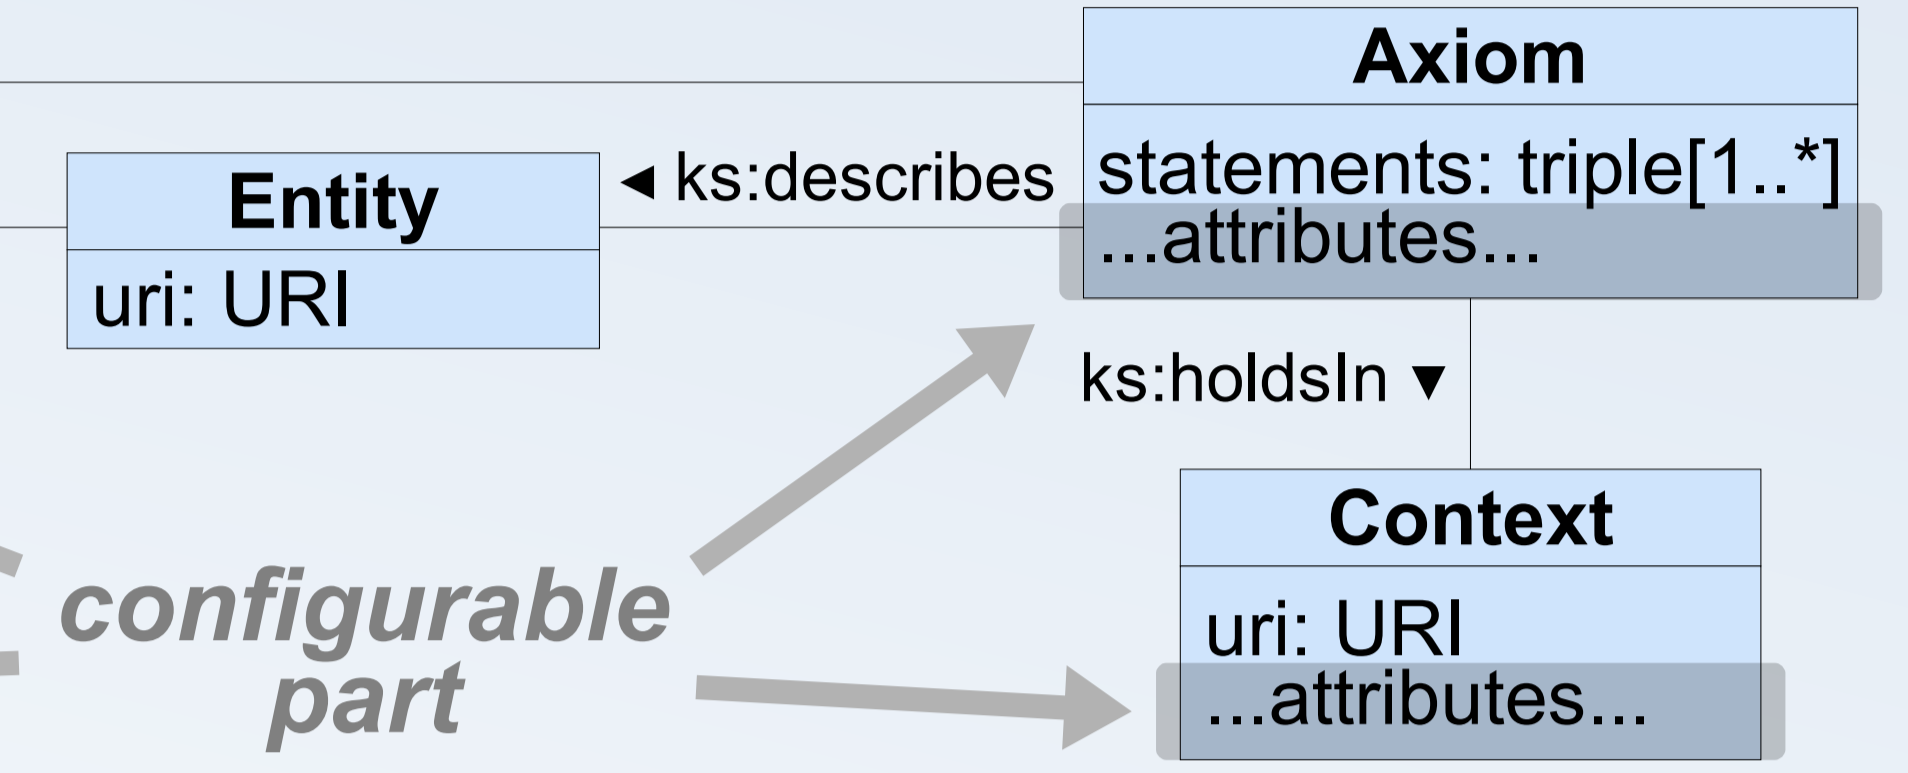 Axiom
statements: triple[1..*]
...attributes...
◄ ks:describes
Entity
uri: URI
ks:holdsIn ▼
Context
uri: URI
...attributes...
configurable
part